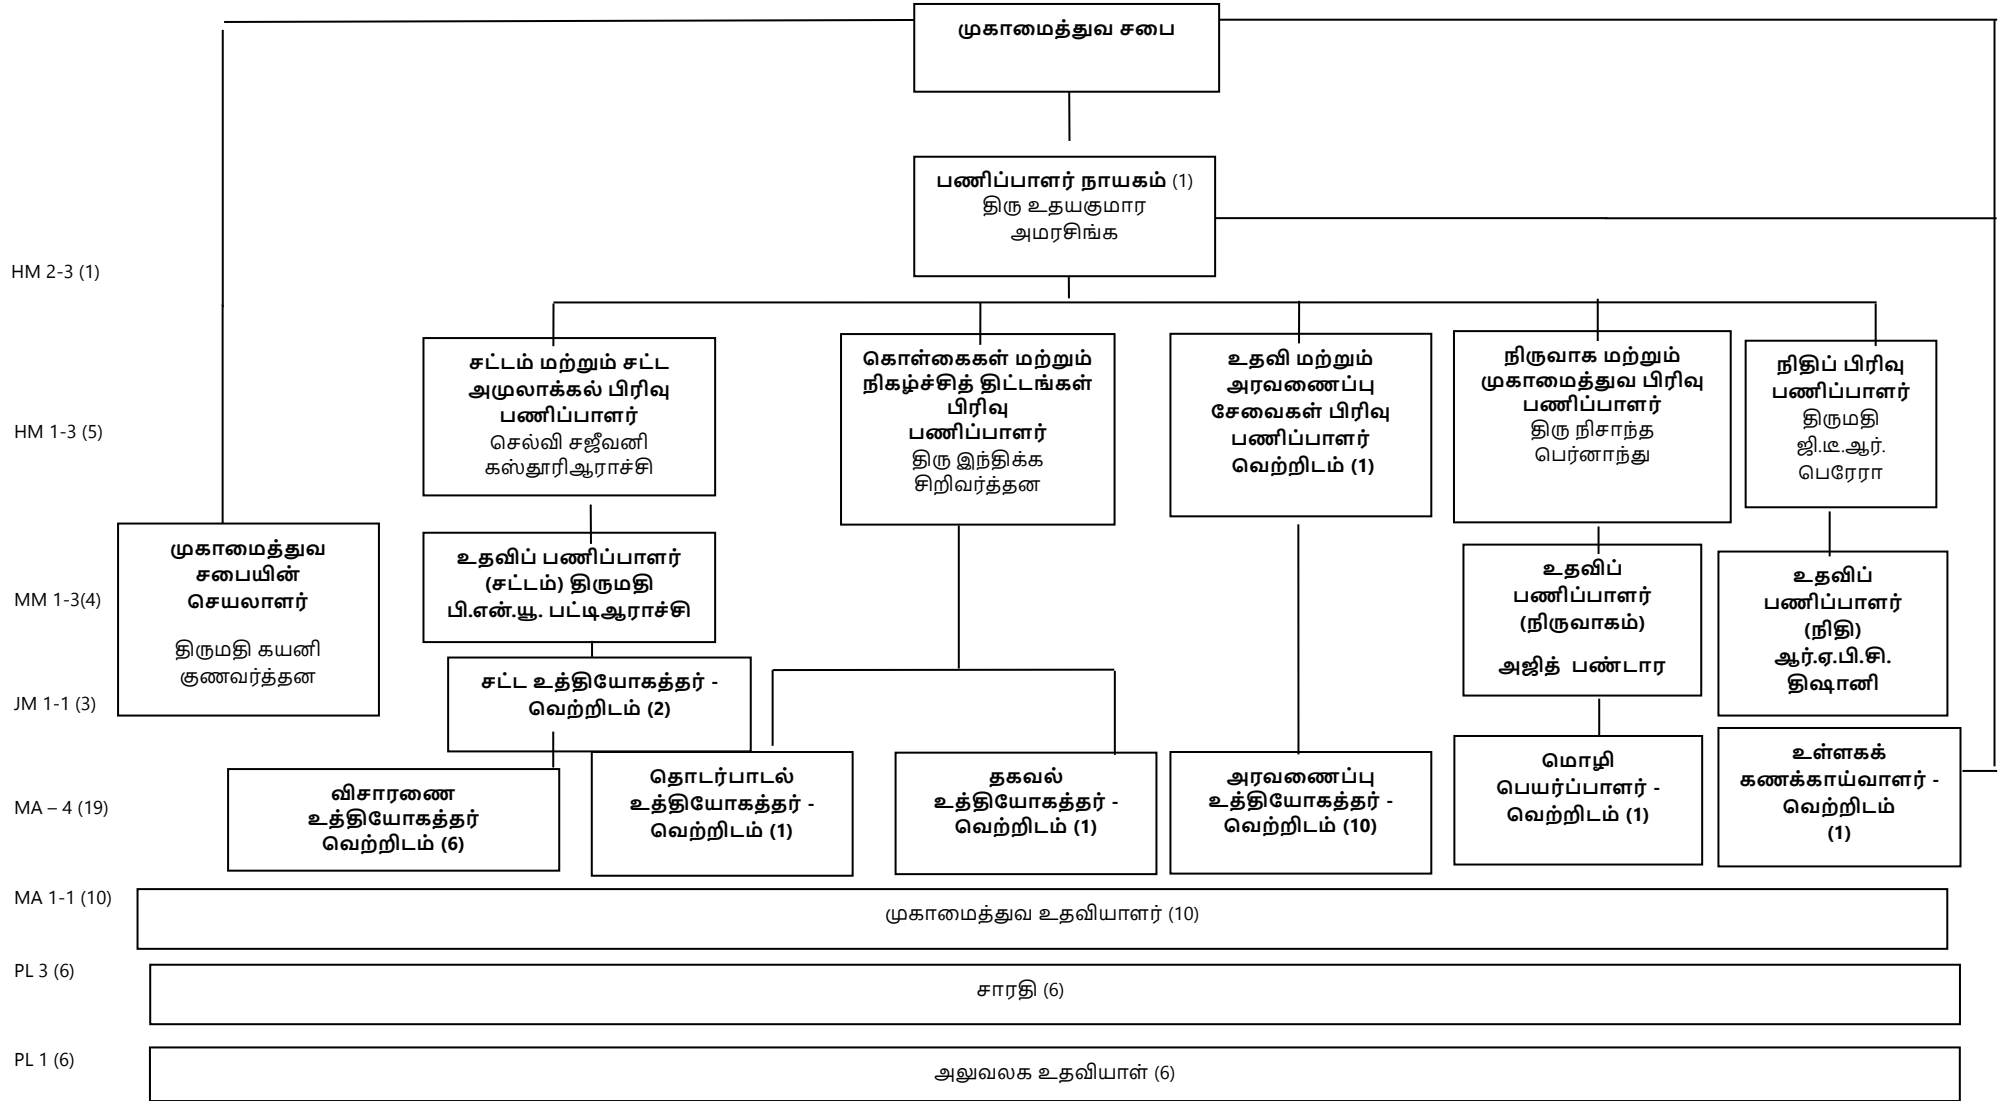 முகாமைத்துவ சபை
பணிப்பாளர் நாயகம் (1)
திரு உதயகுமார
அமரசிங்க
HM 2-3 (1)
HM 1-3 (5)
சட்டம் மற்றும் சட்ட
அமுலாக்கல் பிரிவு
பணிப்பாளர்
செல்வி சஜீவனி
கஸ்தூரிஆராச்சி
கொள்கைகள் மற்றும்
நிகழ்ச்சித் திட்டங்கள்
பிரிவு
பணிப்பாளர்
திரு இந்திக்க
சிறிவர்த்தன
உதவி மற்றும்
அரவணைப்பு
சேவைகள் பிரிவு
பணிப்பாளர்
வெற்றிடம் (1)
நிருவாக மற்றும்
முகாமைத்துவ பிரிவு
பணிப்பாளர்
திரு நிசாந்த
பெர்னாந்து
நிதிப் பிரிவு
பணிப்பாளர்
திருமதி
ஜி.டீ.ஆர்.
பெரேரா
MM 1-3(4)
முகாமைத்துவ
சபையின்
செயலாளர்
திருமதி கயனி
குணவர்த்தன
உதவிப் பணிப்பாளர்
(சட்டம்) திருமதி
பி.என்.யூ. பட்டிஆராச்சி
உதவிப்
பணிப்பாளர்
(நிருவாகம்)
அஜித் பண்டார
உதவிப்
பணிப்பாளர்
(நிதி)
ஆர்.ஏ.பி.சி.
திஷானி
JM 1-1 (3)
சட்ட உத்தியோகத்தர் -
வெற்றிடம் (2)
MA – 4 (19)
விசாரணை
உத்தியோகத்தர்
வெற்றிடம் (6)
தொடர்பாடல்
உத்தியோகத்தர் -
வெற்றிடம் (1)
தகவல்
உத்தியோகத்தர் -
வெற்றிடம் (1)
அரவணைப்பு
உத்தியோகத்தர் -
வெற்றிடம் (10)
மொழி
பெயர்ப்பாளர் -
வெற்றிடம் (1)
உள்ளகக்
கணக்காய்வாளர் -
வெற்றிடம்
(1)
MA 1-1 (10)
முகாமைத்துவ உதவியாளர் (10)
PL 3 (6)
சாரதி (6)
PL 1 (6)
அலுவலக உதவியாள் (6)